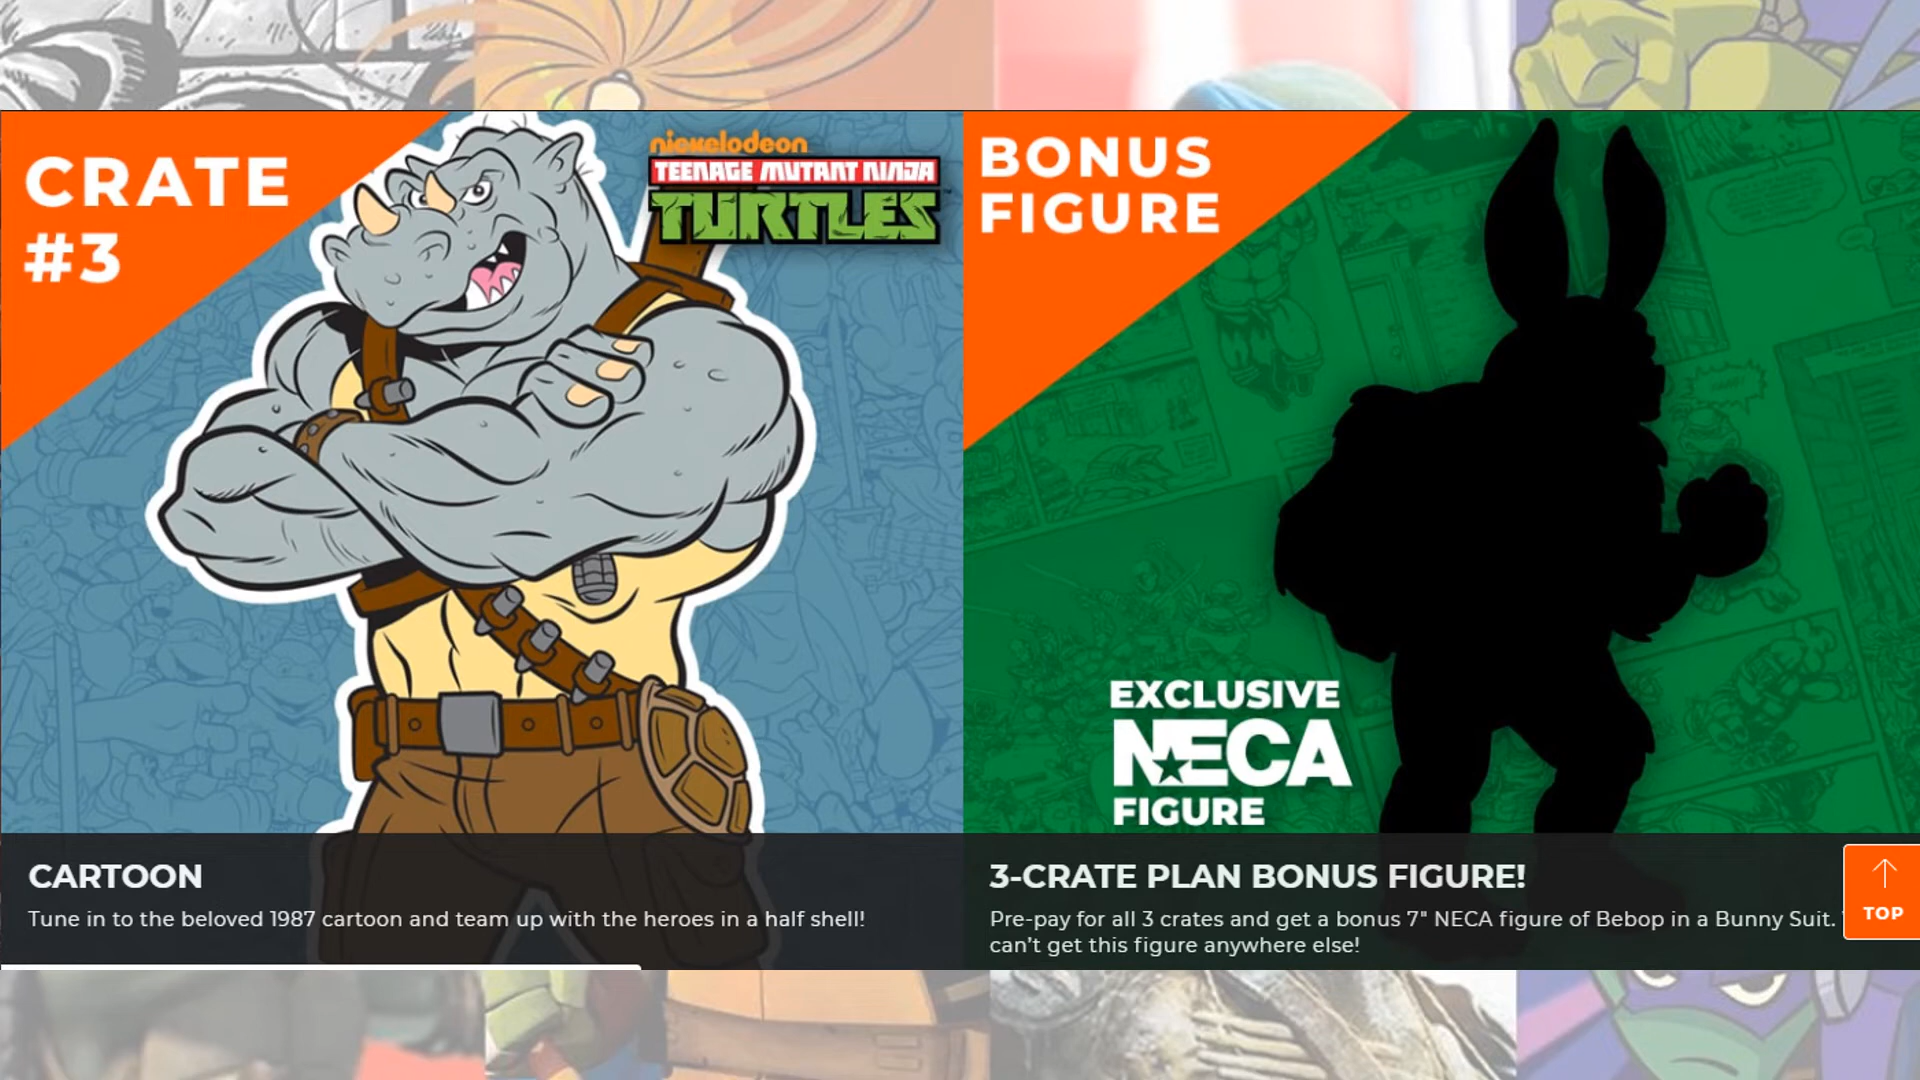 CRATE
#3
nickelodeon
TEENAGE MUTANT NINJA
TURTLES
CARTOON
Tune in to the beloved 1987 cartoon and team up with the heroes in a half shell!
BONUS
FIGURE
EXCLUSIVE
NECA
FIGURE
3-CRATE PLAN BONUS FIGURE!
Pre-pay for all 3 crates and get a bonus 7" NECA figure of Bebop in a Bunny Suit.
can't get this figure anywhere else!
TOP